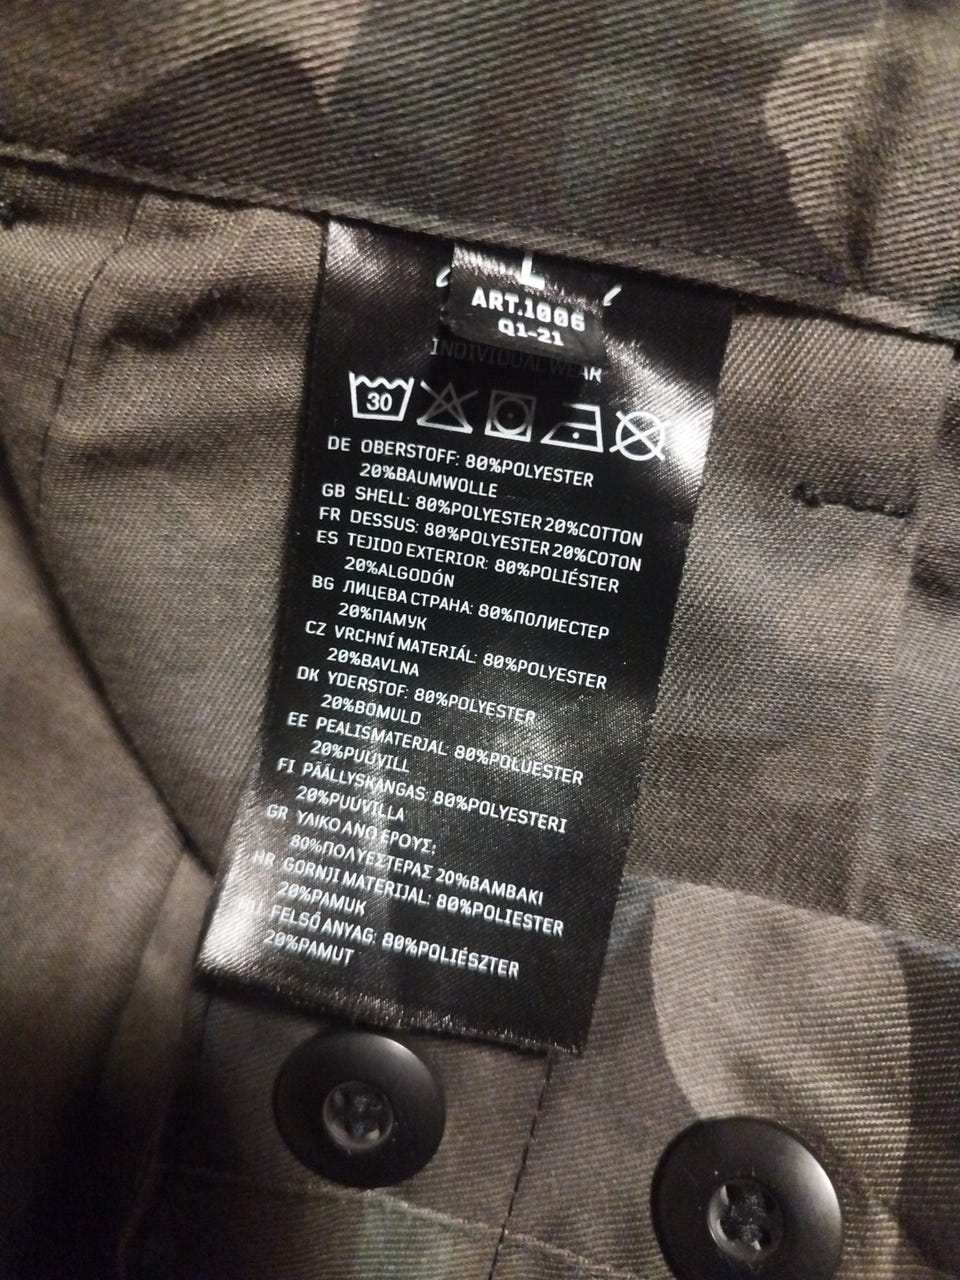 L
ART.1006
Q1-21
INDIVIDUAL WEAR
30
DE OBERSTOFF: 80%POLYESTER
20%BAUMWOLLE
GB SHELL: 80%POLYESTER 20%COTTON
FR DESSUS: 80%POLYESTER 20%COTON
ES TEJIDO EXTERIOR: 80%POLIÉSTER
20%ALGODÓN
BG ЛИЦЕВА СТРАНА: 80%ПОЛИЕСТЕР
20%ПАМУК
CZ VRCHNÍ MATERIÁL: 80%POLYESTER
20%BAVLNA
DK YDERSTOF: 80%POLYESTER
20%BOMULD
EE PEALISMATERJAL: 80%POLÜESTER
20%PUUVILL
FI PÄÄLLYSKANGAS: 80%POLYESTERI
20%PUUVILLA
GR ΥΛΙΚΟ ΑΝΩ ΕΡΟΥΣ:
80%ΠΟΛΥΕΣΤΕΡΑΣ 20%ΒΑΜΒΑΚΙ
HR GORNJI MATERIJAL: 80%POLIESTER
20%PAMUK
HU FELSŐ ANYAG: 80%POLIÉSZTER
20%PAMUT